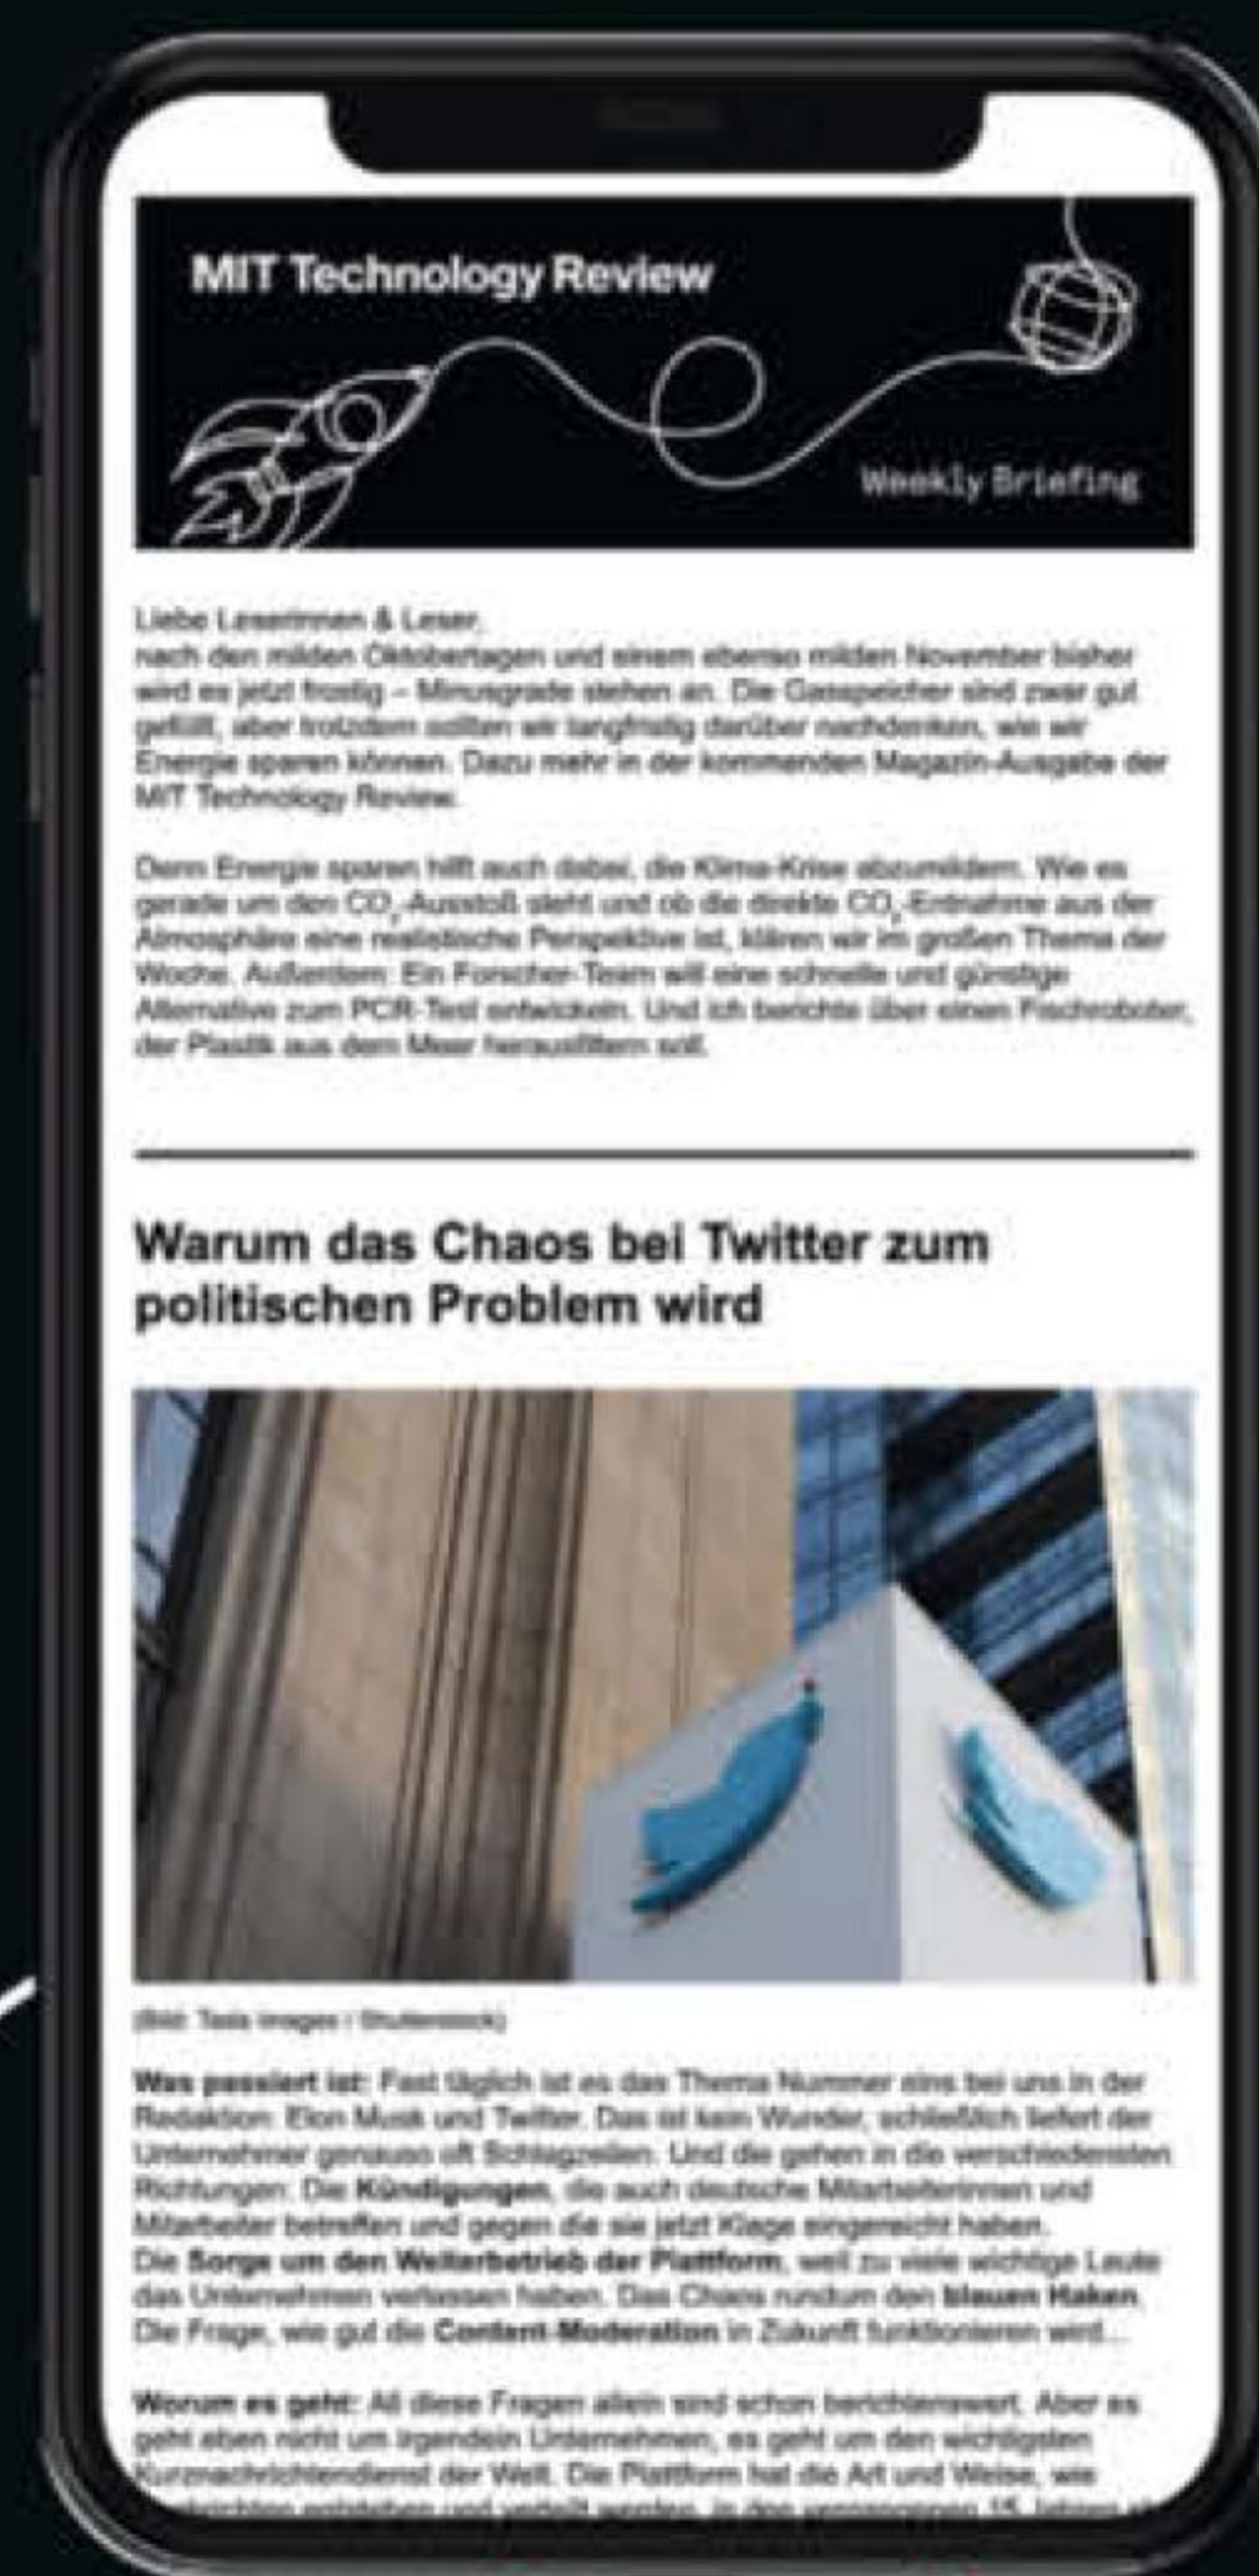 MIT Technology Review
Weekly Briefing
Liebe Leserinnen & Leser,
nach den milden Oktobertagen und einem ebenso milden November bisher
wird es jetzt frostig – Minusgrade stehen an. Die Gasspeicher sind zwar gut
gefüllt, aber trotzdem sollten wir langfristig darüber nachdenken, wie wir
Energie sparen können. Dazu mehr in der kommenden Magazin-Ausgabe der
MIT Technology Review.
Denn Energie sparen hilft auch dabei, die Klima-Krise abzumildern. Wie es
gerade um den CO₂-Ausstoß steht und ob die direkte CO₂-Entnahme aus der
Atmosphäre eine realistische Perspektive ist, klären wir im großen Thema der
Woche. Außerdem: Ein Forscher-Team will eine schnelle und günstige
Alternative zum PCR-Test entwickeln. Und ich berichte über einen Fischroboter,
der Plastik aus dem Meer herausfiltern soll.
Warum das Chaos bei Twitter zum
politischen Problem wird
(Bild: Tada Images / Shutterstock)
Was passiert ist: Fast täglich ist es das Thema Nummer eins bei uns in der
Redaktion: Elon Musk und Twitter. Das ist kein Wunder, schließlich liefert der
Unternehmer genauso oft Schlagzeilen. Und die gehen in die verschiedensten
Richtungen: Die Kündigungen, die auch deutsche Mitarbeiterinnen und
Mitarbeiter betreffen und gegen die sie jetzt Klage eingereicht haben.
Die Sorge um den Weiterbetrieb der Plattform, weil zu viele wichtige Leute
das Unternehmen verlassen haben. Das Chaos rundum den blauen Haken.
Die Frage, wie gut die Content-Moderation in Zukunft funktionieren wird...
Worum es geht: All diese Fragen allein sind schon berichtenswert. Aber es
geht eben nicht um irgendein Unternehmen, es geht um den wichtigsten
Kurznachrichtendienst der Welt. Die Plattform hat die Art und Weise, wie
entstehen und verteilt werden, in den vergangenen 15 Jahren